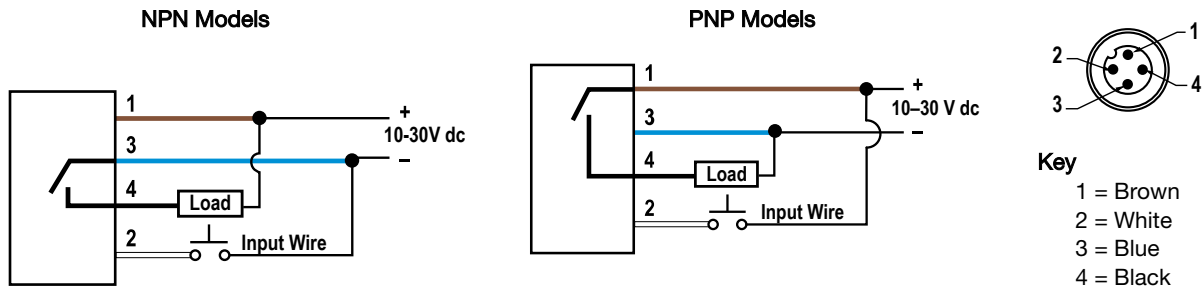 NPN Models
1
+
10-30V dc
3
–
4
Load
2
Input Wire
PNP Models
1
+
10–30 V dc
3
–
4
Load
2
Input Wire
1
2
4
3
Key
1 = Brown
2 = White
3 = Blue
4 = Black